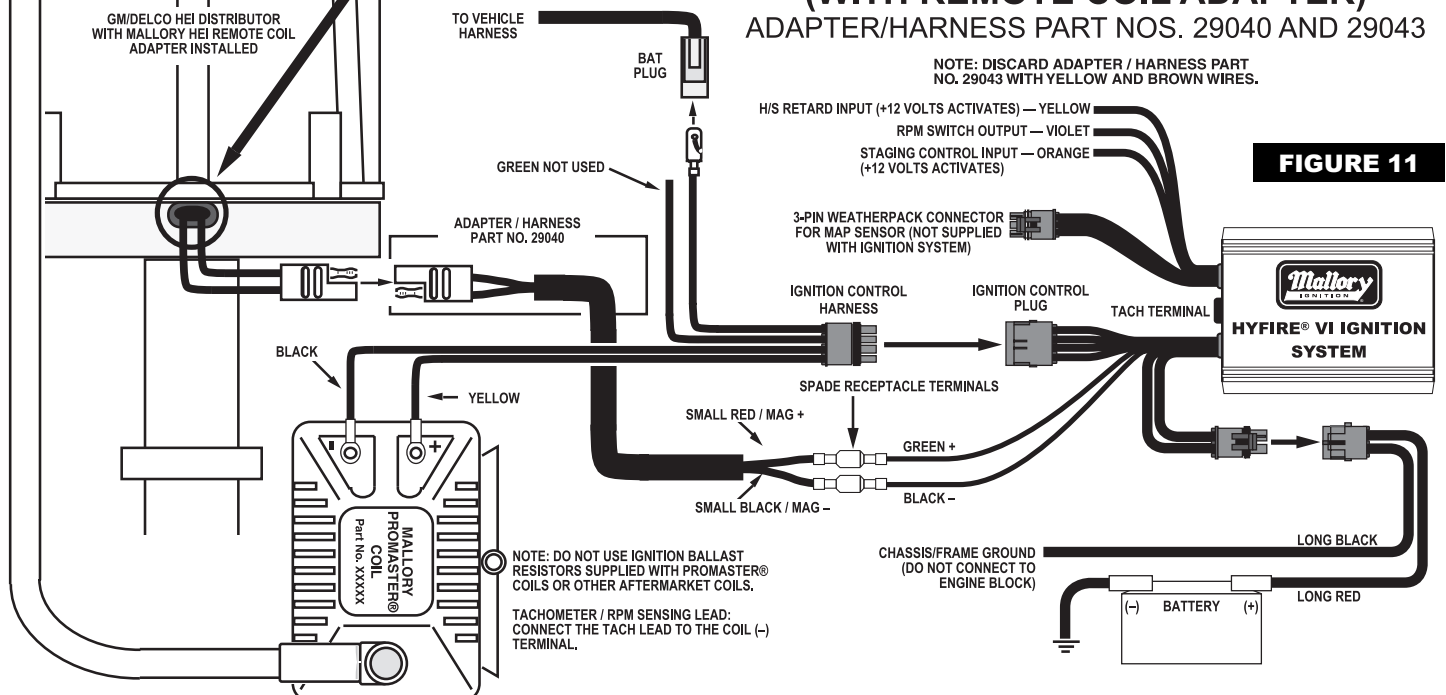 (WITH REMOTE COIL ADAPTER)
ADAPTER/HARNESS PART NOS. 29040 AND 29043
NOTE: DISCARD ADAPTER / HARNESS PART
NO. 29043 WITH YELLOW AND BROWN WIRES.
FIGURE 11
GM/DELCO HEI DISTRIBUTOR
WITH MALLORY HEI REMOTE COIL
ADAPTER INSTALLED
TO VEHICLE
HARNESS
BAT
PLUG
H/S RETARD INPUT (+12 VOLTS ACTIVATES) — YELLOW
RPM SWITCH OUTPUT — VIOLET
STAGING CONTROL INPUT — ORANGE
(+12 VOLTS ACTIVATES)
GREEN NOT USED
3-PIN WEATHERPACK CONNECTOR
FOR MAP SENSOR (NOT SUPPLIED
WITH IGNITION SYSTEM)
ADAPTER / HARNESS
PART NO. 29040
IGNITION CONTROL
HARNESS
IGNITION CONTROL
PLUG
TACH TERMINAL
Mallory
IGNITION
HYFIRE® VI IGNITION
SYSTEM
BLACK
YELLOW
SPADE RECEPTACLE TERMINALS
SMALL RED / MAG +
GREEN +
SMALL BLACK / MAG –
BLACK –
-
+
MALLORY
PROMASTER®
COIL
Part No. XXXXX
NOTE: DO NOT USE IGNITION BALLAST
RESISTORS SUPPLIED WITH PROMASTER®
COILS OR OTHER AFTERMARKET COILS.
TACHOMETER / RPM SENSING LEAD:
CONNECT THE TACH LEAD TO THE COIL (–)
TERMINAL.
CHASSIS/FRAME GROUND
(DO NOT CONNECT TO
ENGINE BLOCK)
LONG BLACK
LONG RED
(–) BATTERY (+)